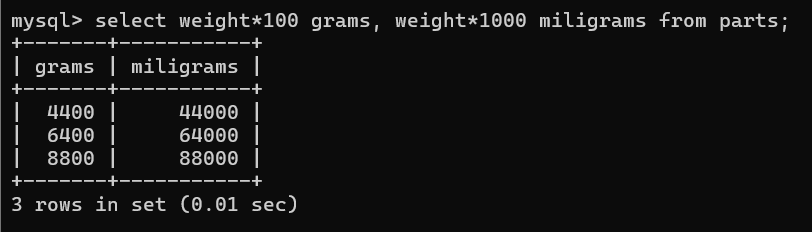 mysql> select weight*100 grams, weight*1000 miligrams from parts;
+-------+-----------+
| grams | miligrams |
+-------+-----------+
|  4400 |     44000 |
|  6400 |     64000 |
|  8800 |     88000 |
+-------+-----------+
3 rows in set (0.01 sec)